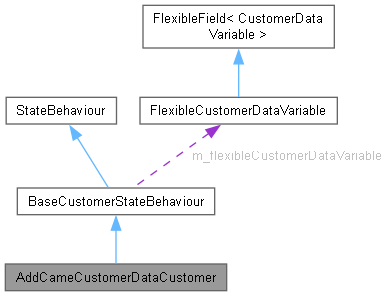 FlexibleField< CustomerData
Variable >
StateBehaviour
FlexibleCustomerDataVariable
m_flexibleCustomerDataVariable
BaseCustomerStateBehaviour
AddCameCustomerDataCustomer